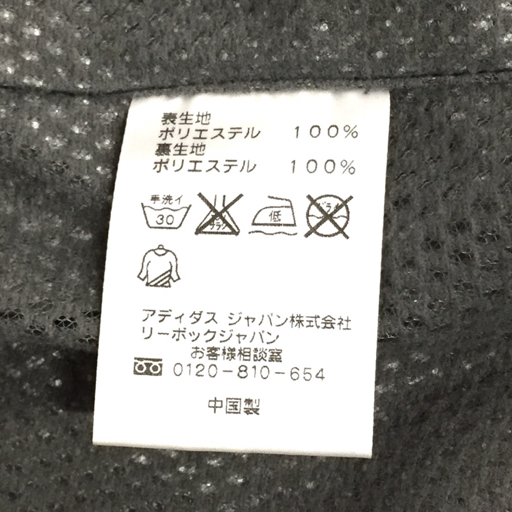 表生地
ポリエステル 100%
裏生地
ポリエステル 100%
手洗イ 30 低
アディダス ジャパン株式会社
リーボックジャパン
お客様相談室
0120-810-654
中国製